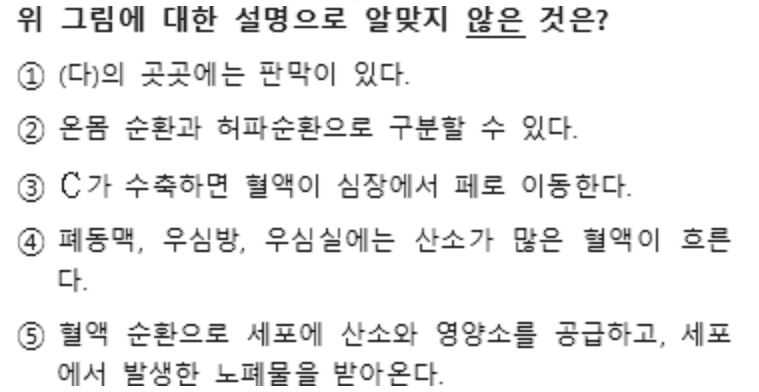 위 그림에 대한 설명으로 알맞지 않은 것은?
① (다)의 곳곳에는 판막이 있다.
② 온몸 순환과 허파순환으로 구분할 수 있다.
③ C가 수축하면 혈액이 심장에서 페로 이동한다.
④ 폐동맥, 우심방, 우심실에는 산소가 많은 혈액이 흐른
다.
⑤ 혈액 순환으로 세포에 산소와 영양소를 공급하고, 세포
에서 발생한 노폐물을 받아온다.